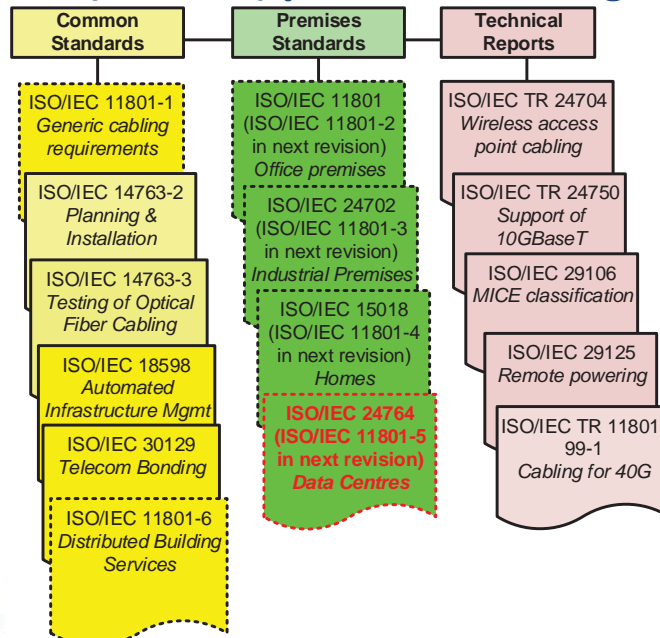 Common
Standards
Premises
Standards
Technical
Reports
ISO/IEC 11801-1
Generic cabling
requirements
ISO/IEC 14763-2
Planning &
Installation
ISO/IEC 14763-3
Testing of Optical
Fiber Cabling
ISO/IEC 18598
Automated
Infrastructure Mgmt
ISO/IEC 30129
Telecom Bonding
ISO/IEC 11801-6
Distributed Building
Services
ISO/IEC 11801
(ISO/IEC 11801-2
in next revision)
Office premises
ISO/IEC 24702
(ISO/IEC 11801-3
in next revision)
Industrial Premises
ISO/IEC 15018
(ISO/IEC 11801-4
in next revision)
Homes
ISO/IEC 24764
(ISO/IEC 11801-5
in next revision)
Data Centres
ISO/IEC TR 24704
Wireless access
point cabling
ISO/IEC TR 24750
Support of
10GBaseT
ISO/IEC 29106
MICE classification
ISO/IEC 29125
Remote powering
ISO/IEC TR 11801
99-1
Cabling for 40G